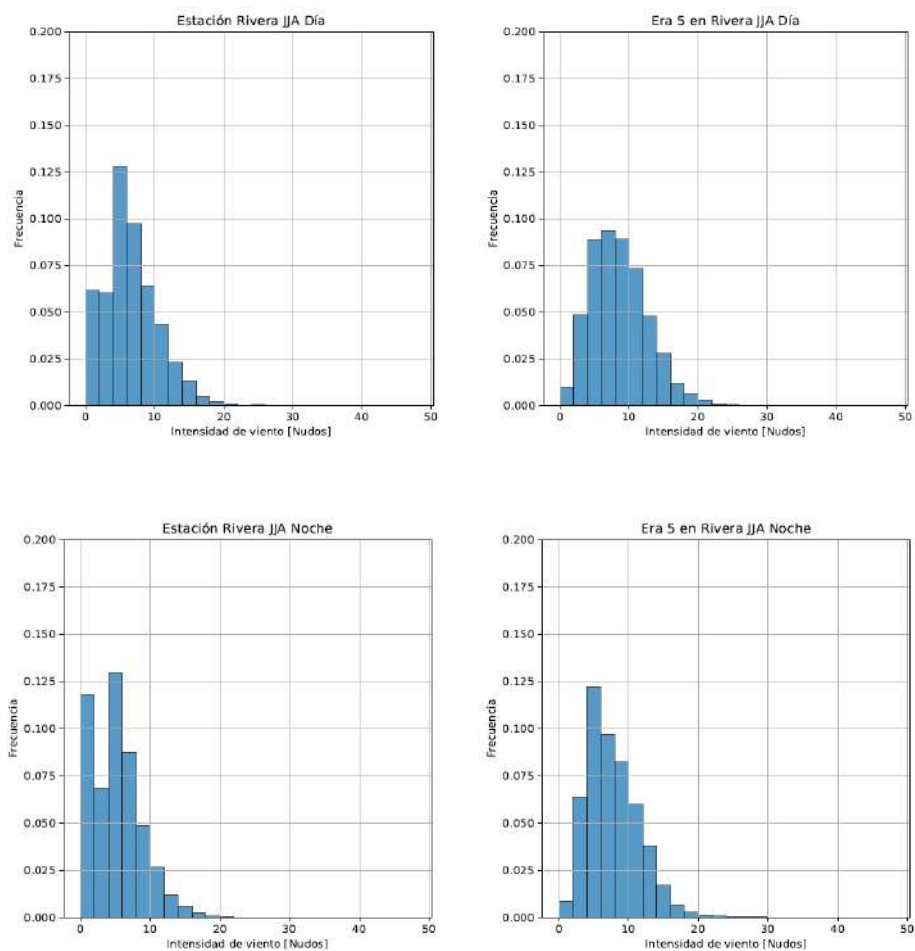 Estación Rivera JJA Día
0.200
0.175
0.150
0.125
0.100
0.075
0.050
0.025
0.000
Frecuencia
0 10 20 30 40 50
Intensidad de viento [Nudos]
Era 5 en Rivera JJA Día
0.200
0.175
0.150
0.125
0.100
0.075
0.050
0.025
0.000
Frecuencia
0 10 20 30 40 50
Intensidad de viento [Nudos]
Estación Rivera JJA Noche
0.200
0.175
0.150
0.125
0.100
0.075
0.050
0.025
0.000
Frecuencia
0 10 20 30 40 50
Intensidad de viento [Nudos]
Era 5 en Rivera JJA Noche
0.200
0.175
0.150
0.125
0.100
0.075
0.050
0.025
0.000
Frecuencia
0 10 20 30 40 50
Intensidad de viento [Nudos]